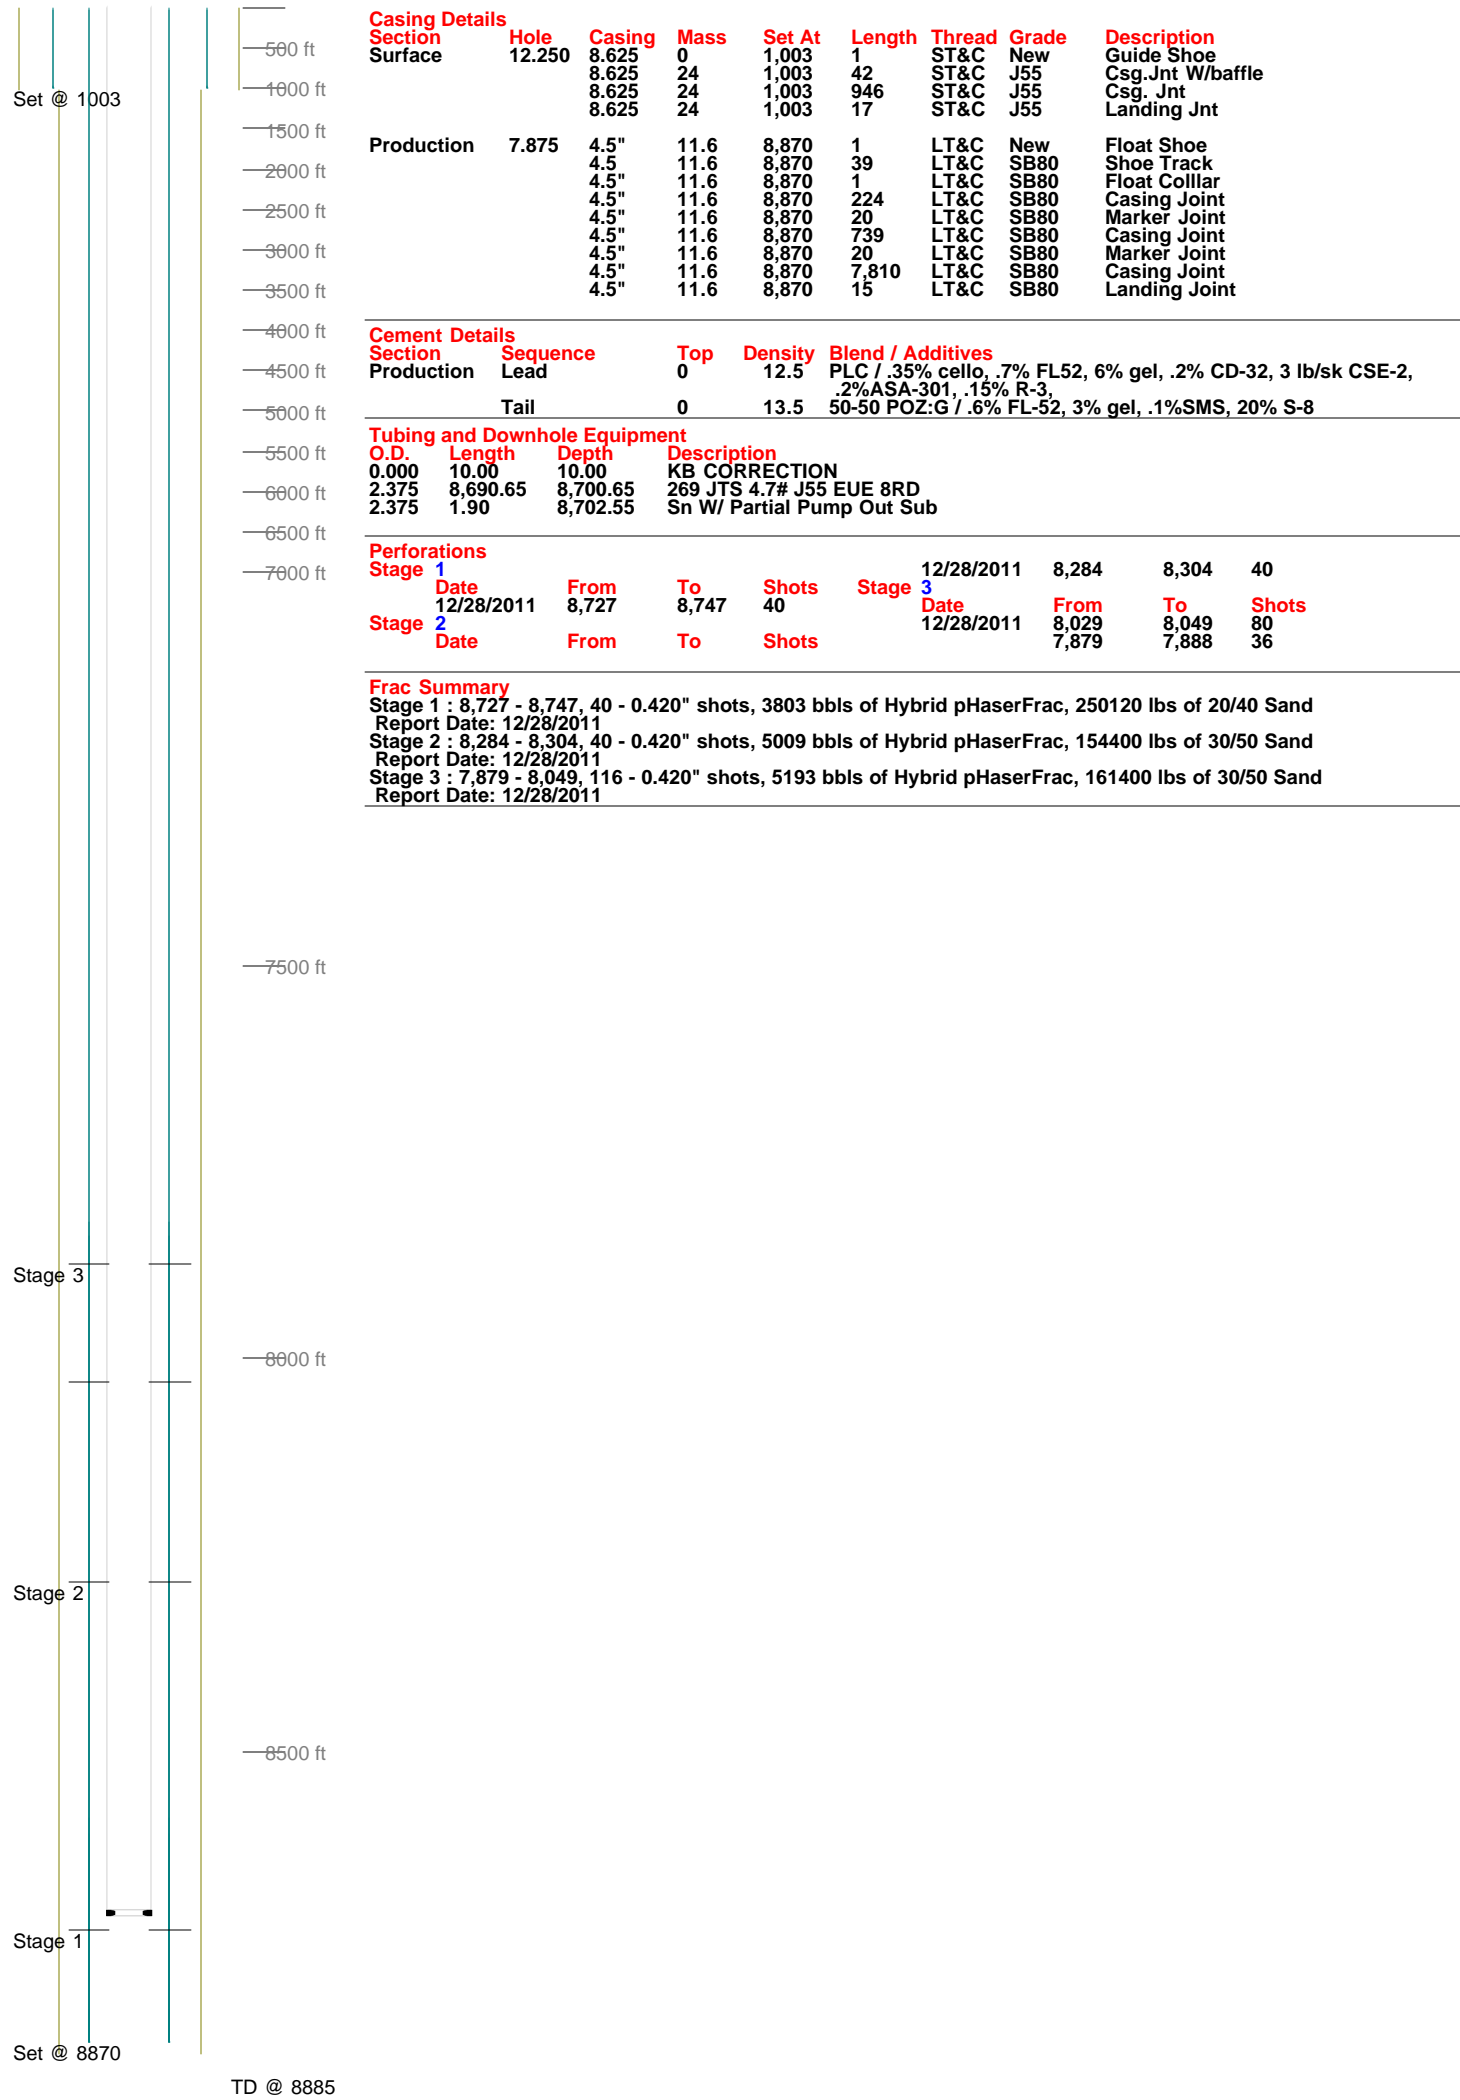 Casing Details
Section Hole Casing Mass Set At Length Thread Grade Description
Surface 12.250 8.625 0 1,003 1 ST&C New Guide Shoe
8.625 24 1,003 42 ST&C J55 Csg.Jnt W/baffle
8.625 24 1,003 946 ST&C J55 Csg. Jnt
8.625 24 1,003 17 ST&C J55 Landing Jnt
Production 7.875 4.5" 11.6 8,870 1 LT&C New Float Shoe
4.5 11.6 8,870 39 LT&C SB80 Shoe Track
4.5" 11.6 8,870 1 LT&C SB80 Float Colllar
4.5" 11.6 8,870 224 LT&C SB80 Casing Joint
4.5" 11.6 8,870 20 LT&C SB80 Marker Joint
4.5" 11.6 8,870 739 LT&C SB80 Casing Joint
4.5" 11.6 8,870 20 LT&C SB80 Marker Joint
4.5" 11.6 8,870 7,810 LT&C SB80 Casing Joint
4.5" 11.6 8,870 15 LT&C SB80 Landing Joint
Cement Details
Section Sequence Top Density Blend / Additives
Production Lead 0 12.5 PLC / .35% cello, .7% FL52, 6% gel, .2% CD-32, 3 lb/sk CSE-2,
.2%ASA-301, .15% R-3,
Tail 0 13.5 50-50 POZ:G / .6% FL-52, 3% gel, .1%SMS, 20% S-8
Tubing and Downhole Equipment
O.D. Length Depth Description
0.000 10.00 10.00 KB CORRECTION
2.375 8,690.65 8,700.65 269 JTS 4.7# J55 EUE 8RD
2.375 1.90 8,702.55 Sn W/ Partial Pump Out Sub
Perforations
Stage 1
Date From To Shots
12/28/2011 8,727 8,747 40
Stage 2
Date From To Shots
12/28/2011 8,284 8,304 40
Stage 3
Date From To Shots
12/28/2011 8,029 8,049 80
7,879 7,888 36
Frac Summary
Stage 1 : 8,727 - 8,747, 40 - 0.420" shots, 3803 bbls of Hybrid pHaserFrac, 250120 lbs of 20/40 Sand
Report Date: 12/28/2011
Stage 2 : 8,284 - 8,304, 40 - 0.420" shots, 5009 bbls of Hybrid pHaserFrac, 154400 lbs of 30/50 Sand
Report Date: 12/28/2011
Stage 3 : 7,879 - 8,049, 116 - 0.420" shots, 5193 bbls of Hybrid pHaserFrac, 161400 lbs of 30/50 Sand
Report Date: 12/28/2011
500 ft
1000 ft
Set @ 1003
1500 ft
2000 ft
2500 ft
3000 ft
3500 ft
4000 ft
4500 ft
5000 ft
5500 ft
6000 ft
6500 ft
7000 ft
7500 ft
Stage 3
8000 ft
Stage 2
8500 ft
Stage 1
Set @ 8870
TD @ 8885